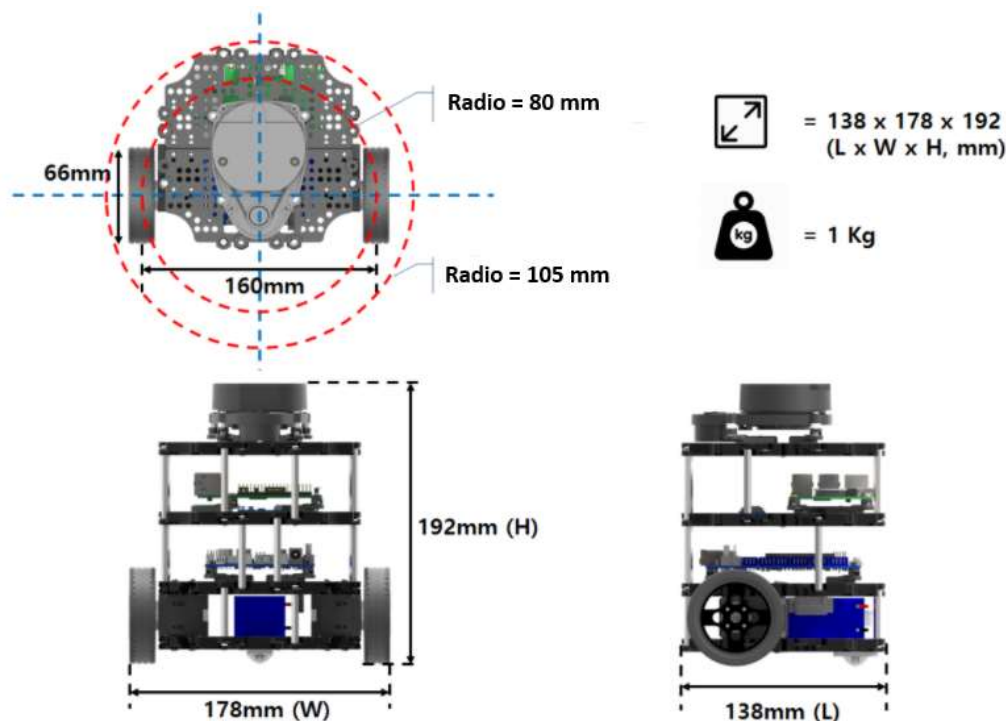 Radio = 80 mm
= 138 x 178 x 192
(L x W x H, mm)
66mm
kg
= 1 Kg
Radio = 105 mm
160mm
192mm (H)
178mm (W)
138mm (L)